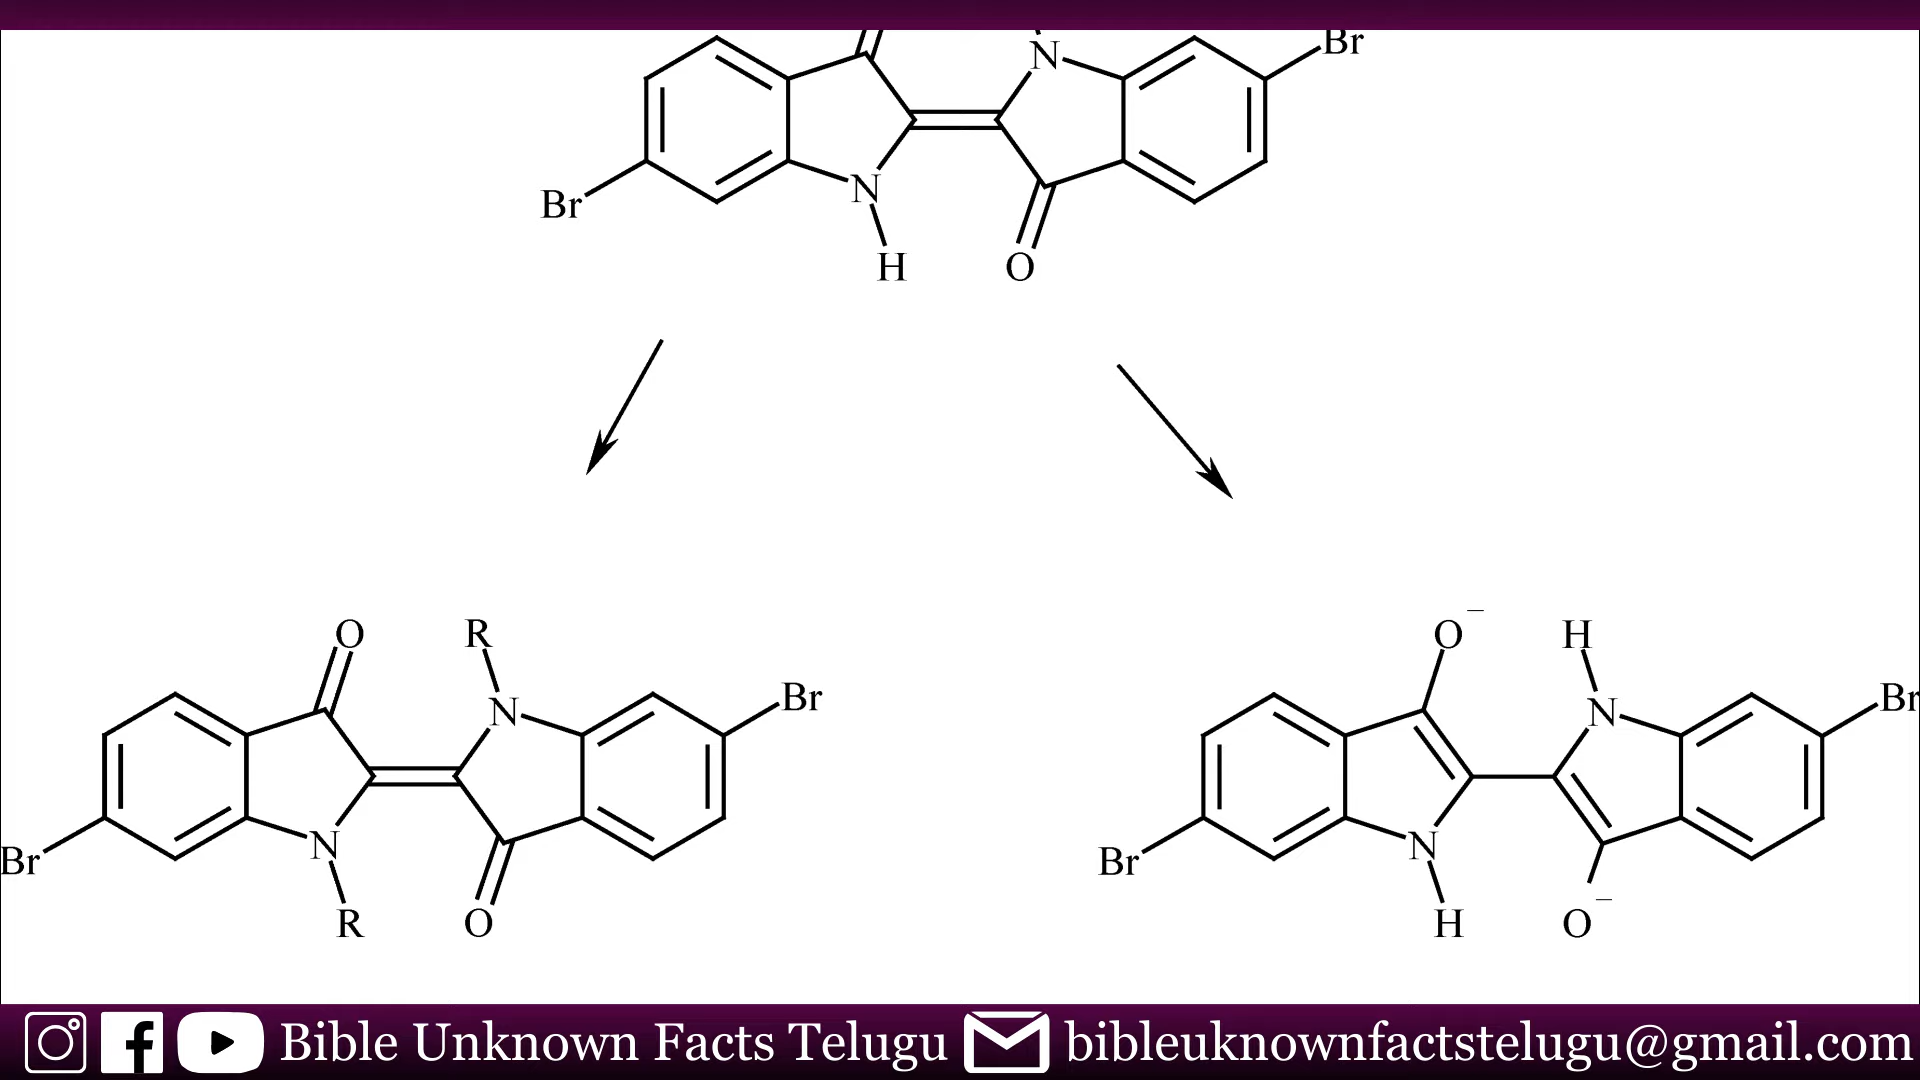 N Br
Br N
H O
O R
N Br
Br N
R O
O⁻ H
N Br
Br N
H O⁻
Bible Unknown Facts Telugu bibleuknownfactstelugu@gmail.com